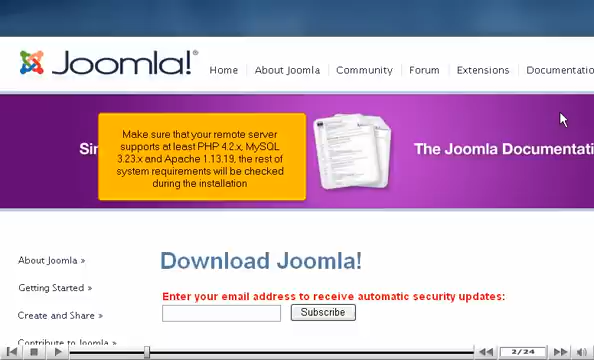 Joomla!®
Home About Joomla Community Forum Extensions Documentatio
Make sure that your remote server
supports at least PHP 4.2.x, MySQL
3.23.x and Apache 1.13.19, the rest of
system requirements will be checked
during the installation
Sir
The Joomla Documentati
About Joomla »
Getting Started »
Create and Share »
Contribute to Joomla »
Download Joomla!
Enter your email address to receive automatic security updates:
Subscribe
2/24